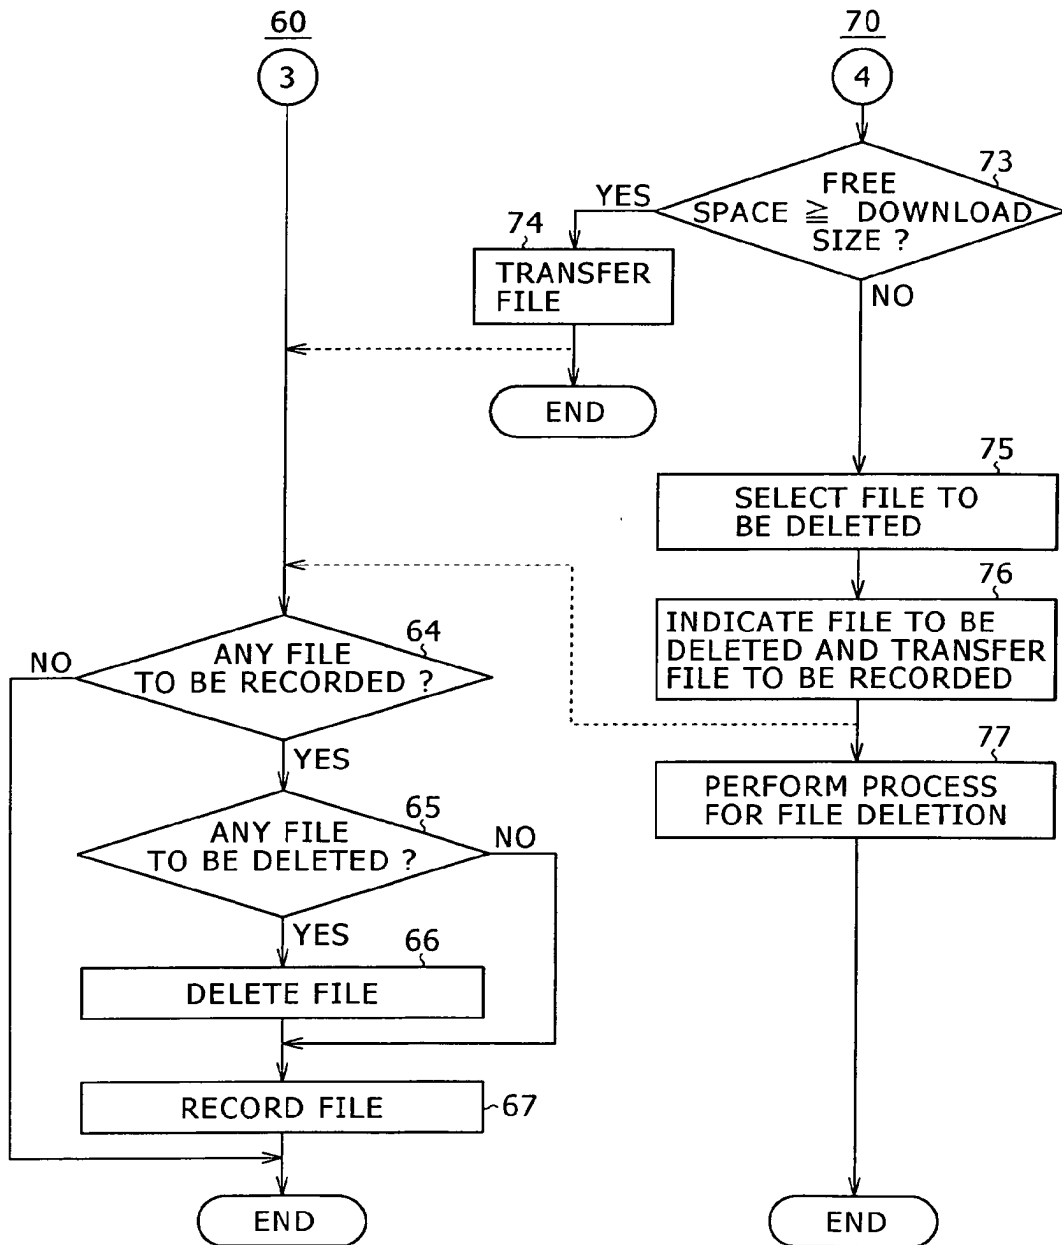 60
3
70
4
73
FREE
SPACE ≧ DOWNLOAD
SIZE ?
YES
NO
74
TRANSFER
FILE
END
75
SELECT FILE TO
BE DELETED
76
INDICATE FILE TO BE
DELETED AND TRANSFER
FILE TO BE RECORDED
77
PERFORM PROCESS
FOR FILE DELETION
END
64
ANY FILE
TO BE RECORDED ?
NO
YES
65
ANY FILE
TO BE DELETED ?
NO
YES
66
DELETE FILE
RECORD FILE
67
END